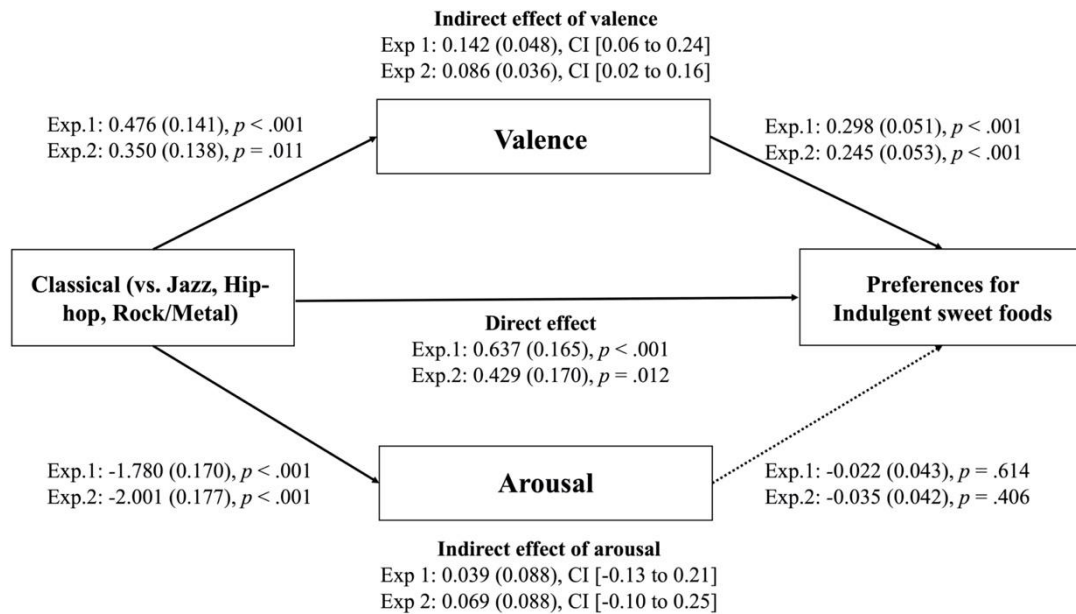 Indirect effect of valence
Exp 1: 0.142 (0.048), CI [0.06 to 0.24]
Exp 2: 0.086 (0.036), CI [0.02 to 0.16]
Exp.1: 0.476 (0.141), p < .001
Exp.2: 0.350 (0.138), p = .011
Valence
Exp.1: 0.298 (0.051), p < .001
Exp.2: 0.245 (0.053), p < .001
Classical (vs. Jazz, Hip-
hop, Rock/Metal)
Preferences for
Indulgent sweet foods
Direct effect
Exp.1: 0.637 (0.165), p < .001
Exp.2: 0.429 (0.170), p = .012
Exp.1: -1.780 (0.170), p < .001
Exp.2: -2.001 (0.177), p < .001
Arousal
Exp.1: -0.022 (0.043), p = .614
Exp.2: -0.035 (0.042), p = .406
Indirect effect of arousal
Exp 1: 0.039 (0.088), CI [-0.13 to 0.21]
Exp 2: 0.069 (0.088), CI [-0.10 to 0.25]